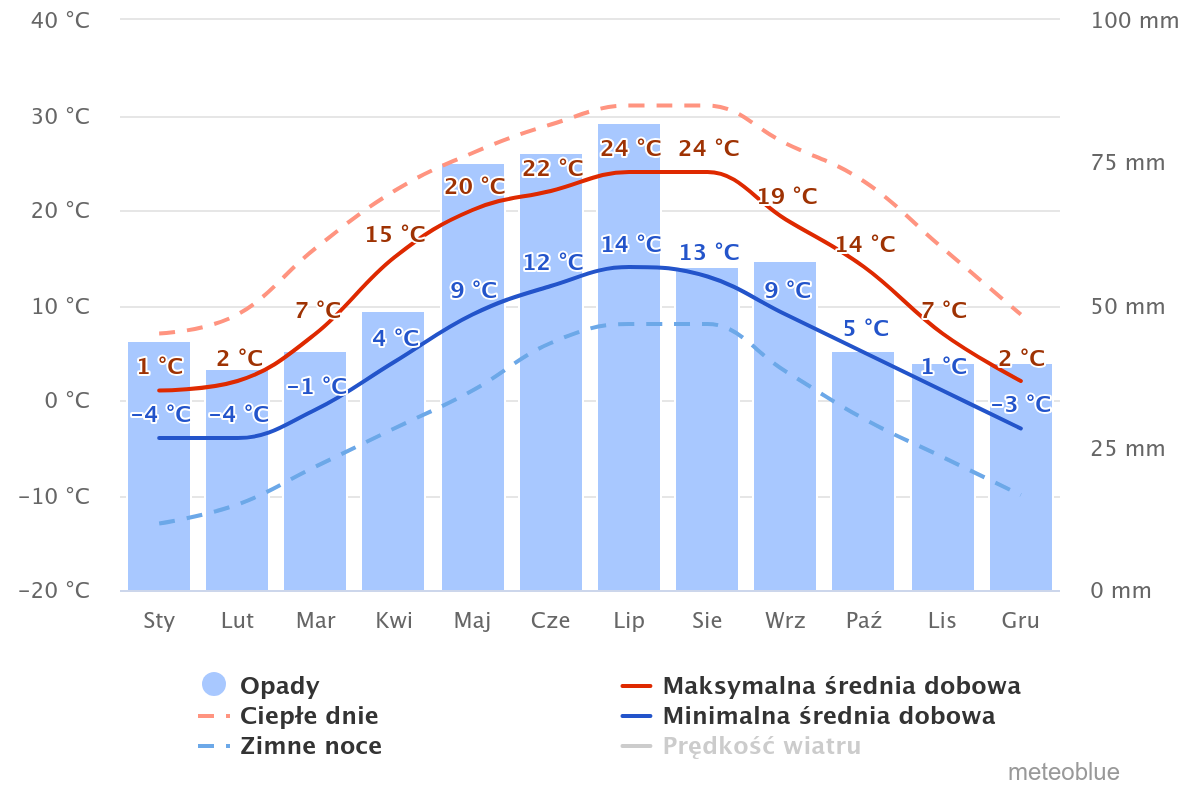 40 °C 100 mm
30 °C
24 °C 24 °C 75 mm
22 °C
20 °C
19 °C
20 °C
15 °C 14 °C 14 °C
13 °C
12 °C
9 °C 9 °C
10 °C 7 °C 7 °C 50 mm
4 °C 5 °C
1 °C 2 °C 1 °C 2 °C
−1 °C
0 °C −3 °C
−4 °C −4 °C
25 mm
−10 °C
−20 °C 0 mm
Sty Lut Mar Kwi Maj Cze Lip Sie Wrz Paź Lis Gru
Opady Maksymalna średnia dobowa
Ciepłe dnie Minimalna średnia dobowa
Zimne noce Prędkość wiatru
meteoblue